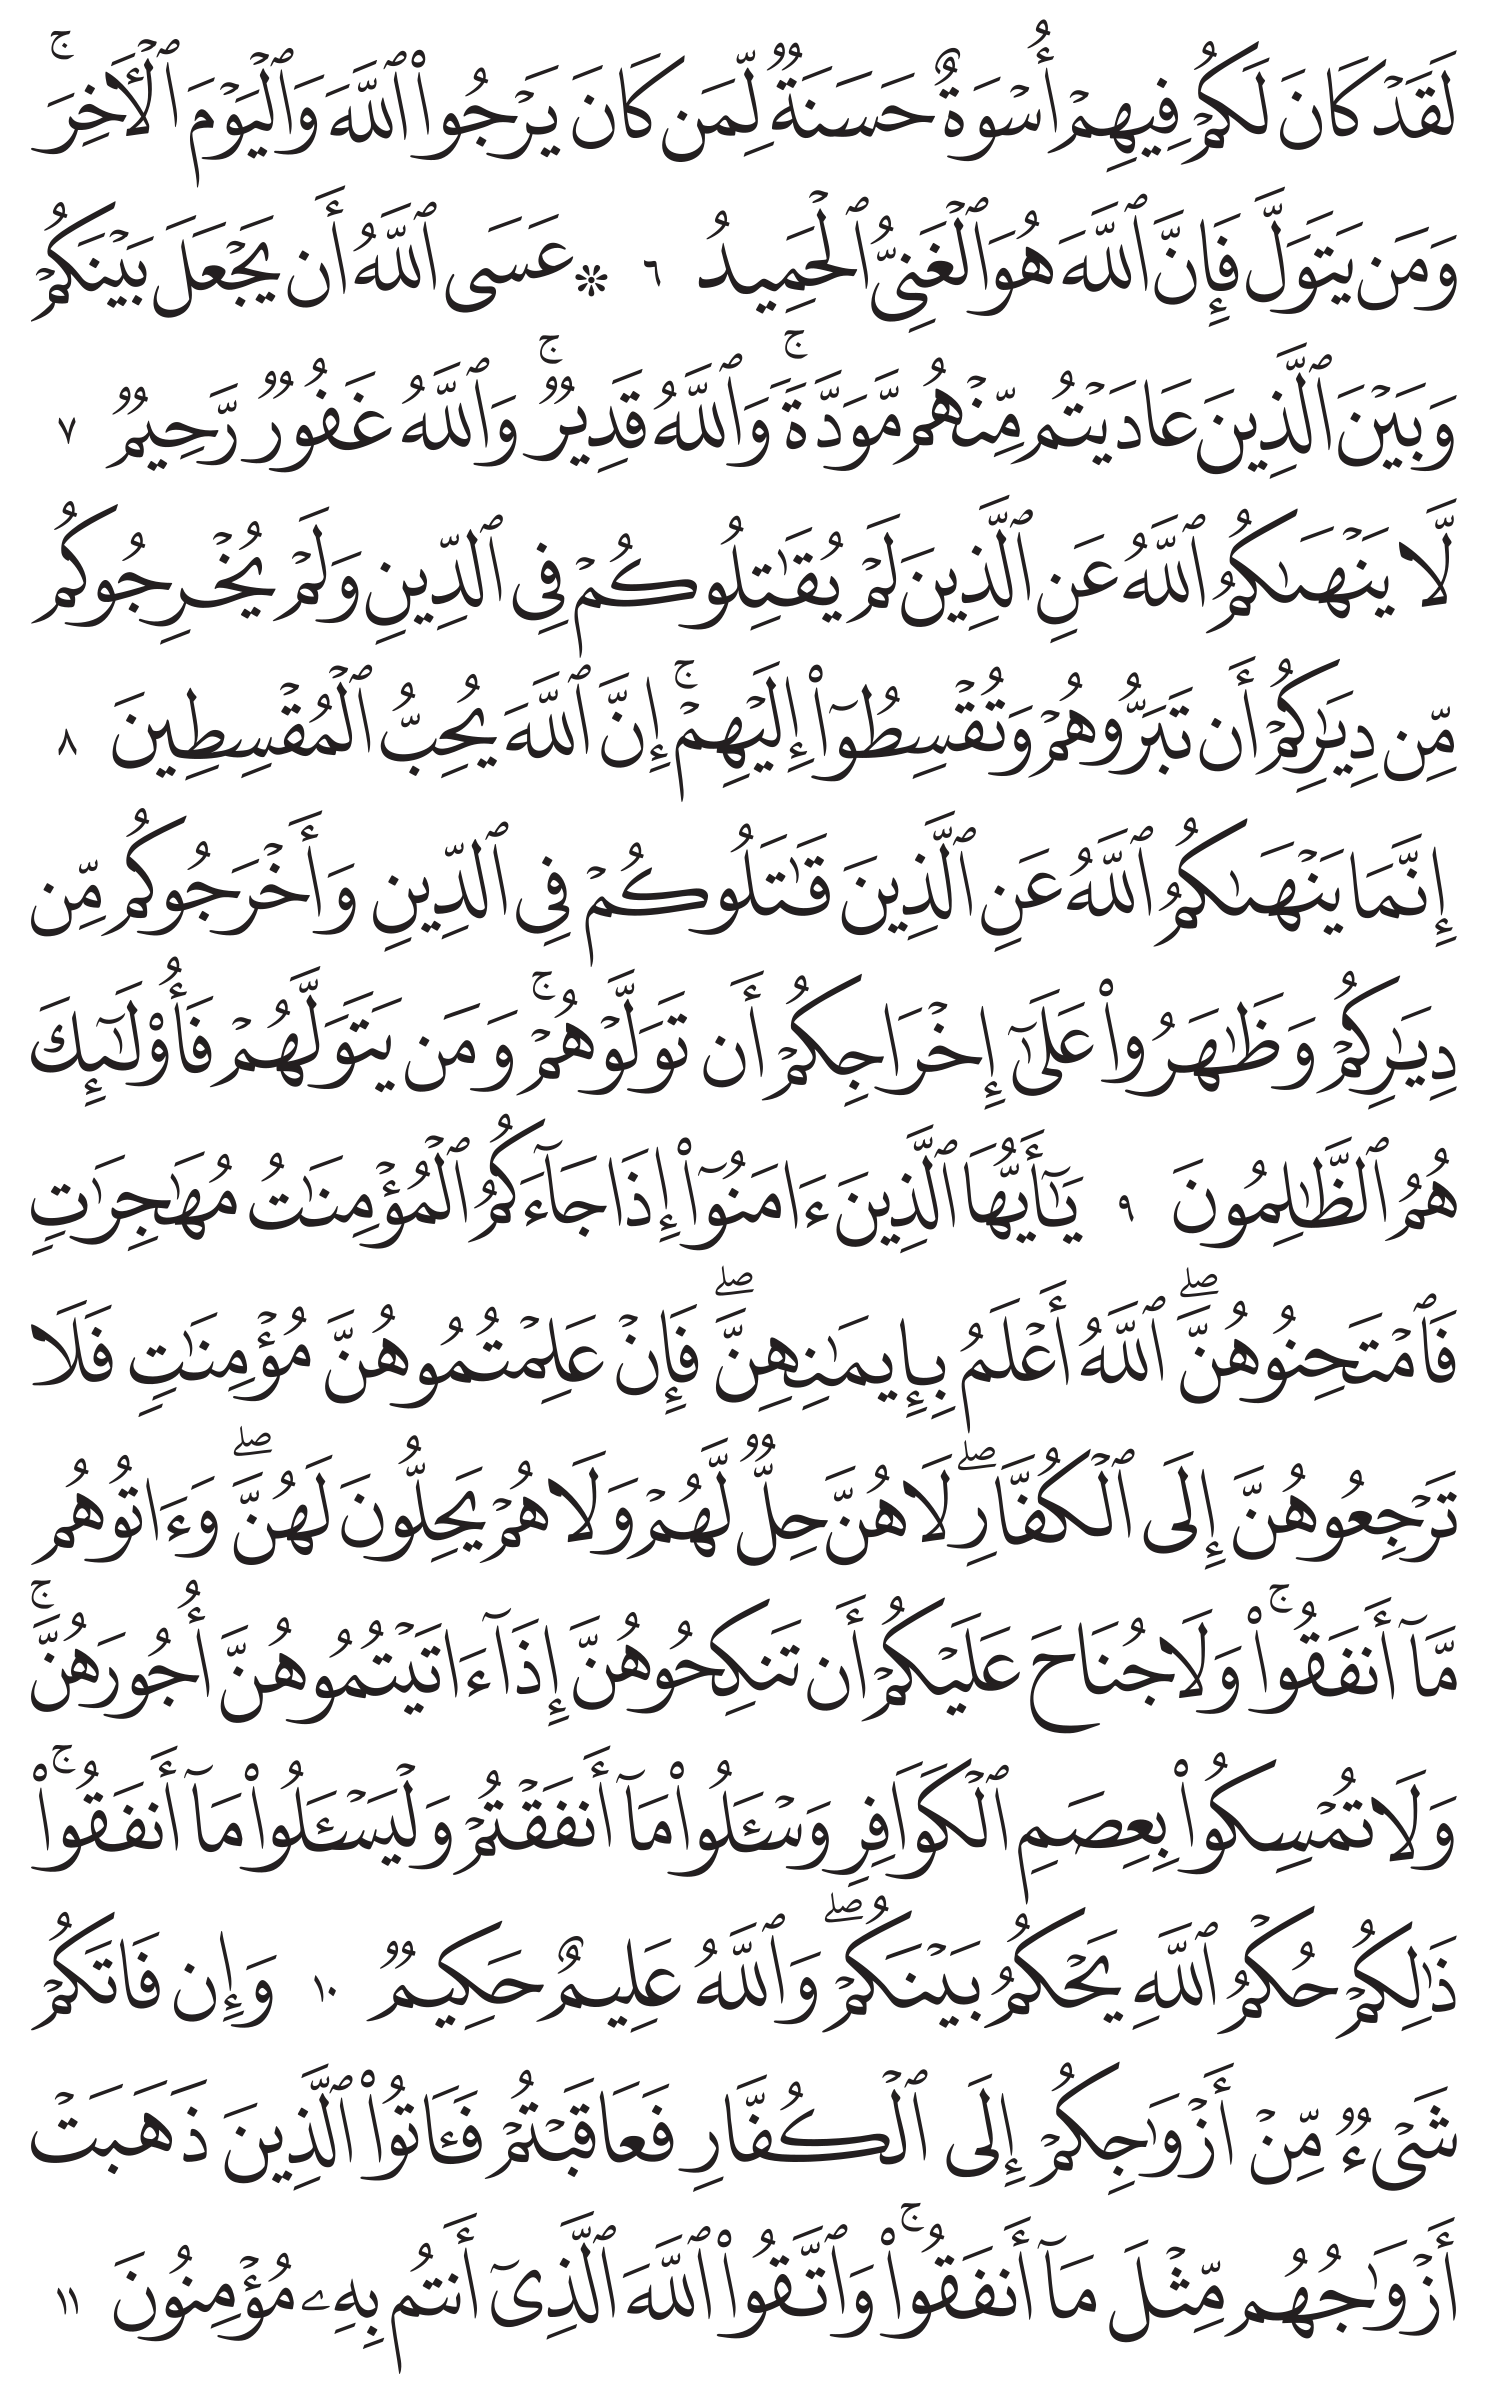 لَقَدۡ كَانَ لَكُمۡ فِيهِمۡ أُسۡوَةٌ حَسَنَةٞ لِّمَن كَانَ يَرۡجُواْ ٱللَّهَ وَٱلۡيَوۡمَ ٱلۡأٓخِرَۚ
وَمَن يَتَوَلَّ فَإِنَّ ٱللَّهَ هُوَ ٱلۡغَنِيُّ ٱلۡحَمِيدُ ٦ ۞عَسَى ٱللَّهُ أَن يَجۡعَلَ بَيۡنَكُمۡ
وَبَيۡنَ ٱلَّذِينَ عَادَيۡتُم مِّنۡهُم مَّوَدَّةٗۚ وَٱللَّهُ قَدِيرٞۚ وَٱللَّهُ غَفُورٞ رَّحِيمٞ ٧
لَّا يَنۡهَىٰكُمُ ٱللَّهُ عَنِ ٱلَّذِينَ لَمۡ يُقَٰتِلُوكُمۡ فِي ٱلدِّينِ وَلَمۡ يُخۡرِجُوكُم
مِّن دِيَٰرِكُمۡ أَن تَبَرُّوهُمۡ وَتُقۡسِطُوٓاْ إِلَيۡهِمۡۚ إِنَّ ٱللَّهَ يُحِبُّ ٱلۡمُقۡسِطِينَ ٨
إِنَّمَا يَنۡهَىٰكُمُ ٱللَّهُ عَنِ ٱلَّذِينَ قَٰتَلُوكُمۡ فِي ٱلدِّينِ وَأَخۡرَجُوكُم مِّن
دِيَٰرِكُمۡ وَظَٰهَرُواْ عَلَىٰٓ إِخۡرَاجِكُمۡ أَن تَوَلَّوۡهُمۡۚ وَمَن يَتَوَلَّهُمۡ فَأُوْلَٰٓئِكَ
هُمُ ٱلظَّٰلِمُونَ ٩ يَٰٓأَيُّهَا ٱلَّذِينَ ءَامَنُوٓاْ إِذَا جَآءَكُمُ ٱلۡمُؤۡمِنَٰتُ مُهَٰجِرَٰتٖ
فَٱمۡتَحِنُوهُنَّۖ ٱللَّهُ أَعۡلَمُ بِإِيمَٰنِهِنَّۖ فَإِنۡ عَلِمۡتُمُوهُنَّ مُؤۡمِنَٰتٖ فَلَا
تَرۡجِعُوهُنَّ إِلَى ٱلۡكُفَّارِۖ لَا هُنَّ حِلّٞ لَّهُمۡ وَلَا هُمۡ يَحِلُّونَ لَهُنَّۖ وَءَاتُوهُم
مَّآ أَنفَقُواْۚ وَلَا جُنَاحَ عَلَيۡكُمۡ أَن تَنكِحُوهُنَّ إِذَآ ءَاتَيۡتُمُوهُنَّ أُجُورَهُنَّۚ
وَلَا تُمۡسِكُواْ بِعِصَمِ ٱلۡكَوَافِرِ وَسۡـَٔلُواْ مَآ أَنفَقۡتُمۡ وَلۡيَسۡـَٔلُواْ مَآ أَنفَقُواْۚ
ذَٰلِكُمۡ حُكۡمُ ٱللَّهِ يَحۡكُمُ بَيۡنَكُمۡۖ وَٱللَّهُ عَلِيمٌ حَكِيمٞ ١٠ وَإِن فَاتَكُمۡ
شَيۡءٞ مِّنۡ أَزۡوَٰجِكُمۡ إِلَى ٱلۡكُفَّارِ فَعَاقَبۡتُمۡ فَـَٔاتُواْ ٱلَّذِينَ ذَهَبَتۡ
أَزۡوَٰجُهُم مِّثۡلَ مَآ أَنفَقُواْۚ وَٱتَّقُواْ ٱللَّهَ ٱلَّذِيٓ أَنتُم بِهِۦ مُؤۡمِنُونَ ١١